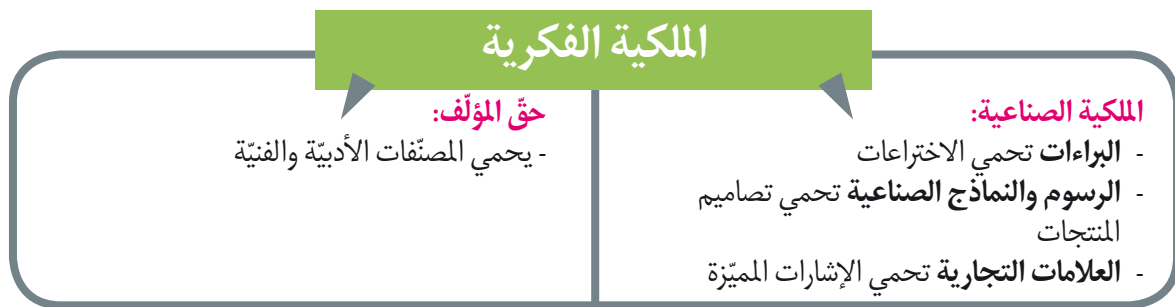 الملكية الفكرية
الملكية الصناعية:
- البراءات تحمي الاختراعات
- الرسوم والنماذج الصناعية تحمي تصاميم
المنتجات
- العلامات التجارية تحمي الإشارات المميّزة
حقّ المؤلّف:
- يحمي المصنّفات الأدبيّة والفنيّة